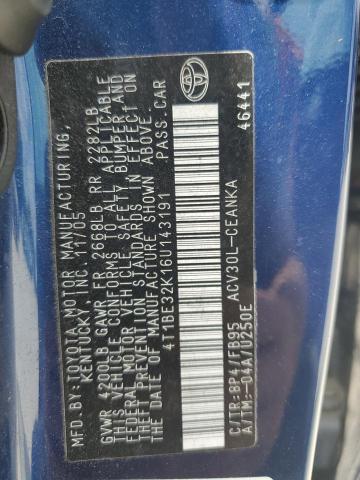 MFD. BY: TOYOTA MOTOR MANUFACTURING,
KENTUCKY, INC. 11/05
GVWR 4200LB GAWR FR 2668LB RR 2282LB
THIS VEHICLE CONFORMS TO ALL APPLICABLE
FEDERAL MOTOR VEHICLE SAFETY, BUMPER AND
THEFT PREVENTION STANDARDS IN EFFECT ON
THE DATE OF MANUFACTURE SHOWN ABOVE.
4T1BE32K16U143191 PASS.CAR
C/TR:8P4/FB95 ACV30L-CEANKA
A/TM:-04A/U250E 46441